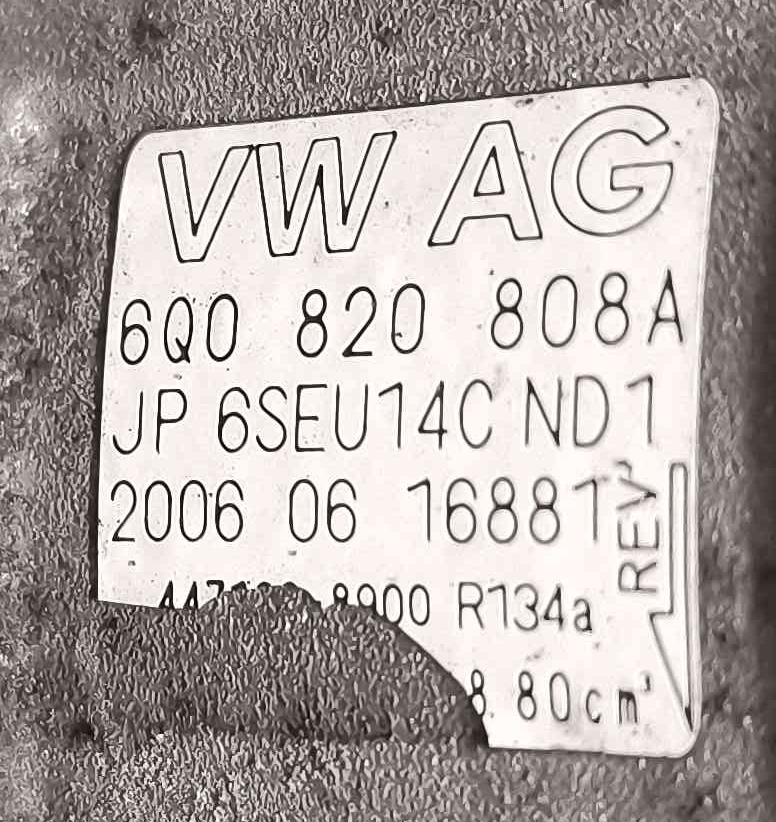 VW AG
6Q0 820 808A
JP 6SEU14C ND1
2006 06 16881
REV
8900 R134a
80cm³